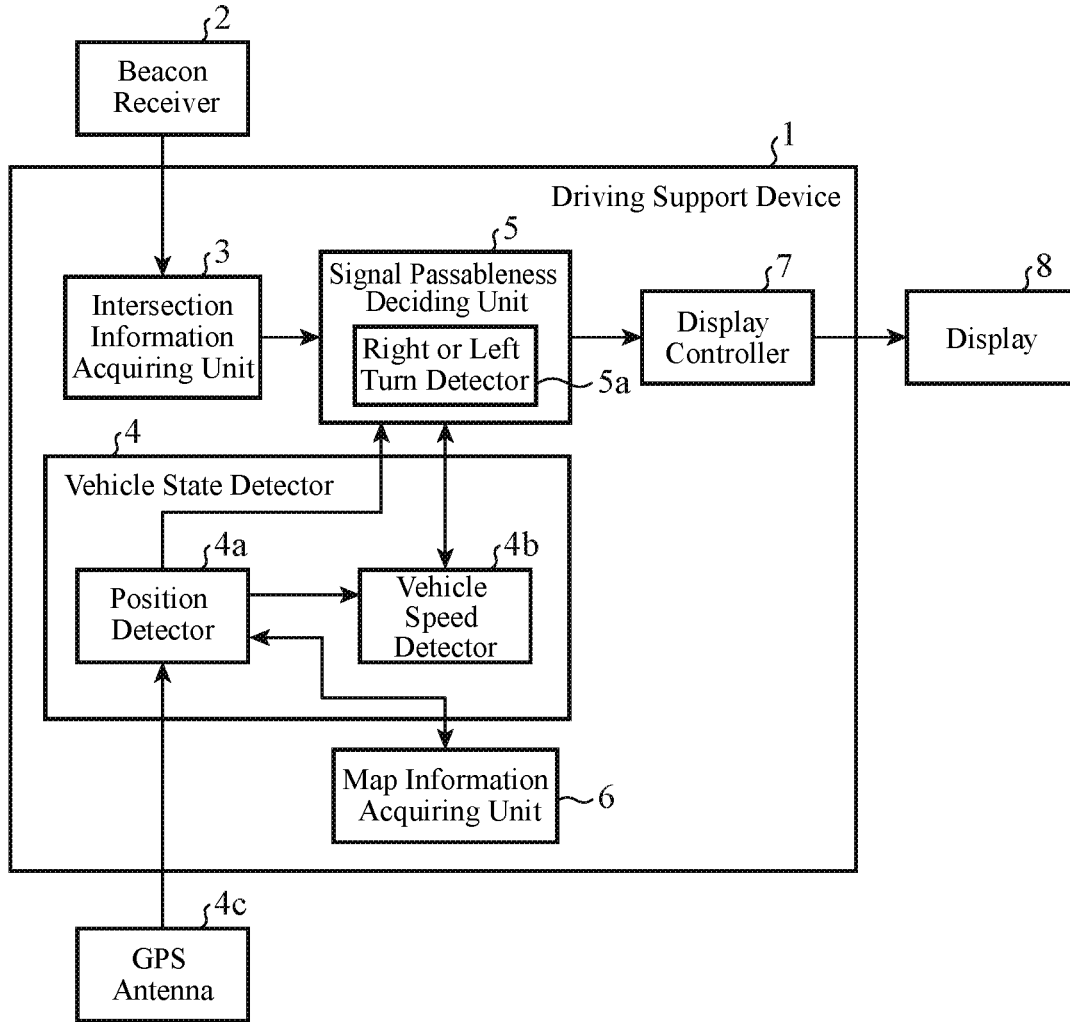 2
Beacon
Receiver
1
Driving Support Device
3
Intersection
Information
Acquiring Unit
5
Signal Passableness
Deciding Unit
Right or Left
Turn Detector
5a
7
Display
Controller
8
Display
4
Vehicle State Detector
4a
Position
Detector
4b
Vehicle
Speed
Detector
Map Information
Acquiring Unit
6
4c
GPS
Antenna